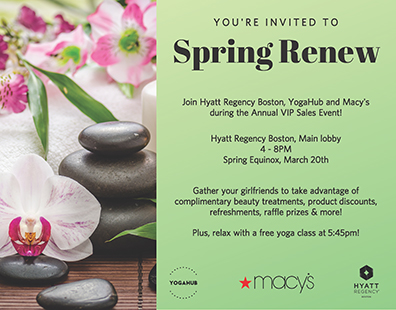 YOU'RE INVITED TO
Spring Renew
Join Hyatt Regency Boston, YogaHub and Macy's
during the Annual VIP Sales Event!
Hyatt Regency Boston, Main lobby
4 - 8PM
Spring Equinox, March 20th
Gather your girlfriends to take advantage of
complimentary beauty treatments, product discounts,
refreshments, raffle prizes & more!
Plus, relax with a free yoga class at 5:45pm!
YOGAHUB
macy's
HYATT
REGENCY